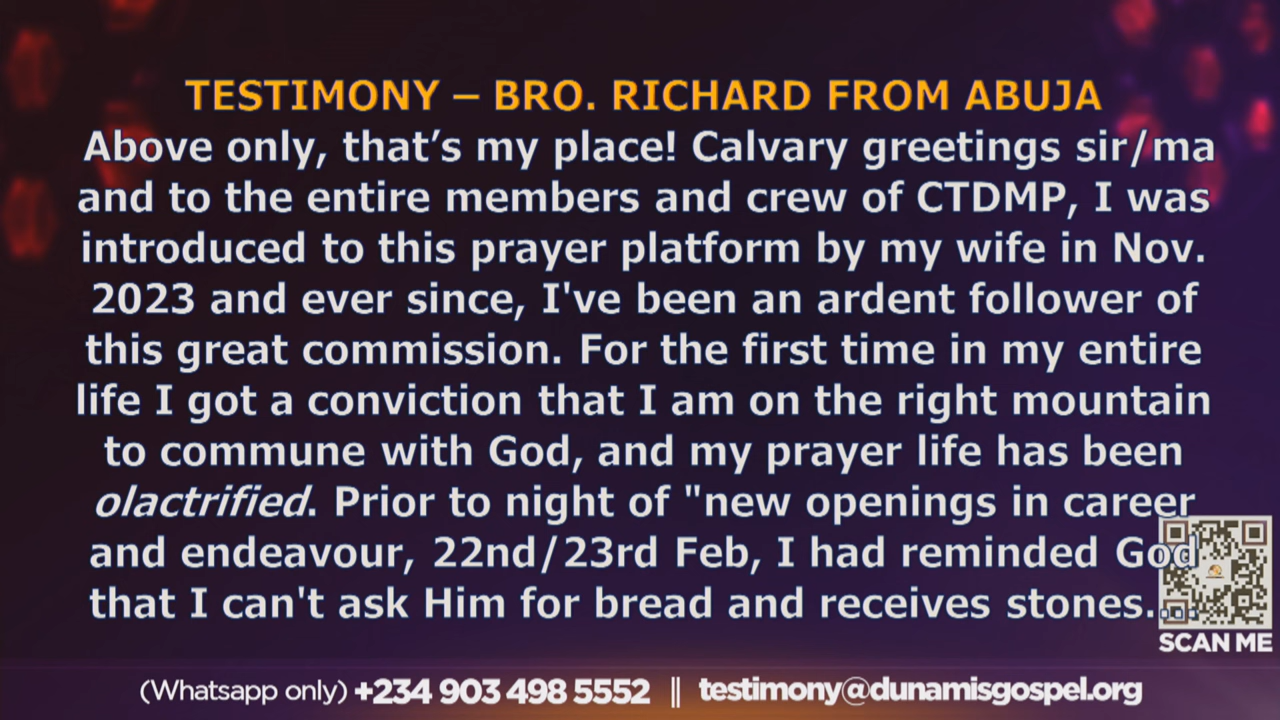 TESTIMONY – BRO. RICHARD FROM ABUJA
Above only, that’s my place! Calvary greetings sir/ma
and to the entire members and crew of CTDMP, I was
introduced to this prayer platform by my wife in Nov.
2023 and ever since, I've been an ardent follower of
this great commission. For the first time in my entire
life I got a conviction that I am on the right mountain
to commune with God, and my prayer life has been
olactrified. Prior to night of "new openings in career
and endeavour, 22nd/23rd Feb, I had reminded God
that I can't ask Him for bread and receives stones....
SCAN ME
(Whatsapp only) +234 903 498 5552 || testimony@dunamisgospel.org